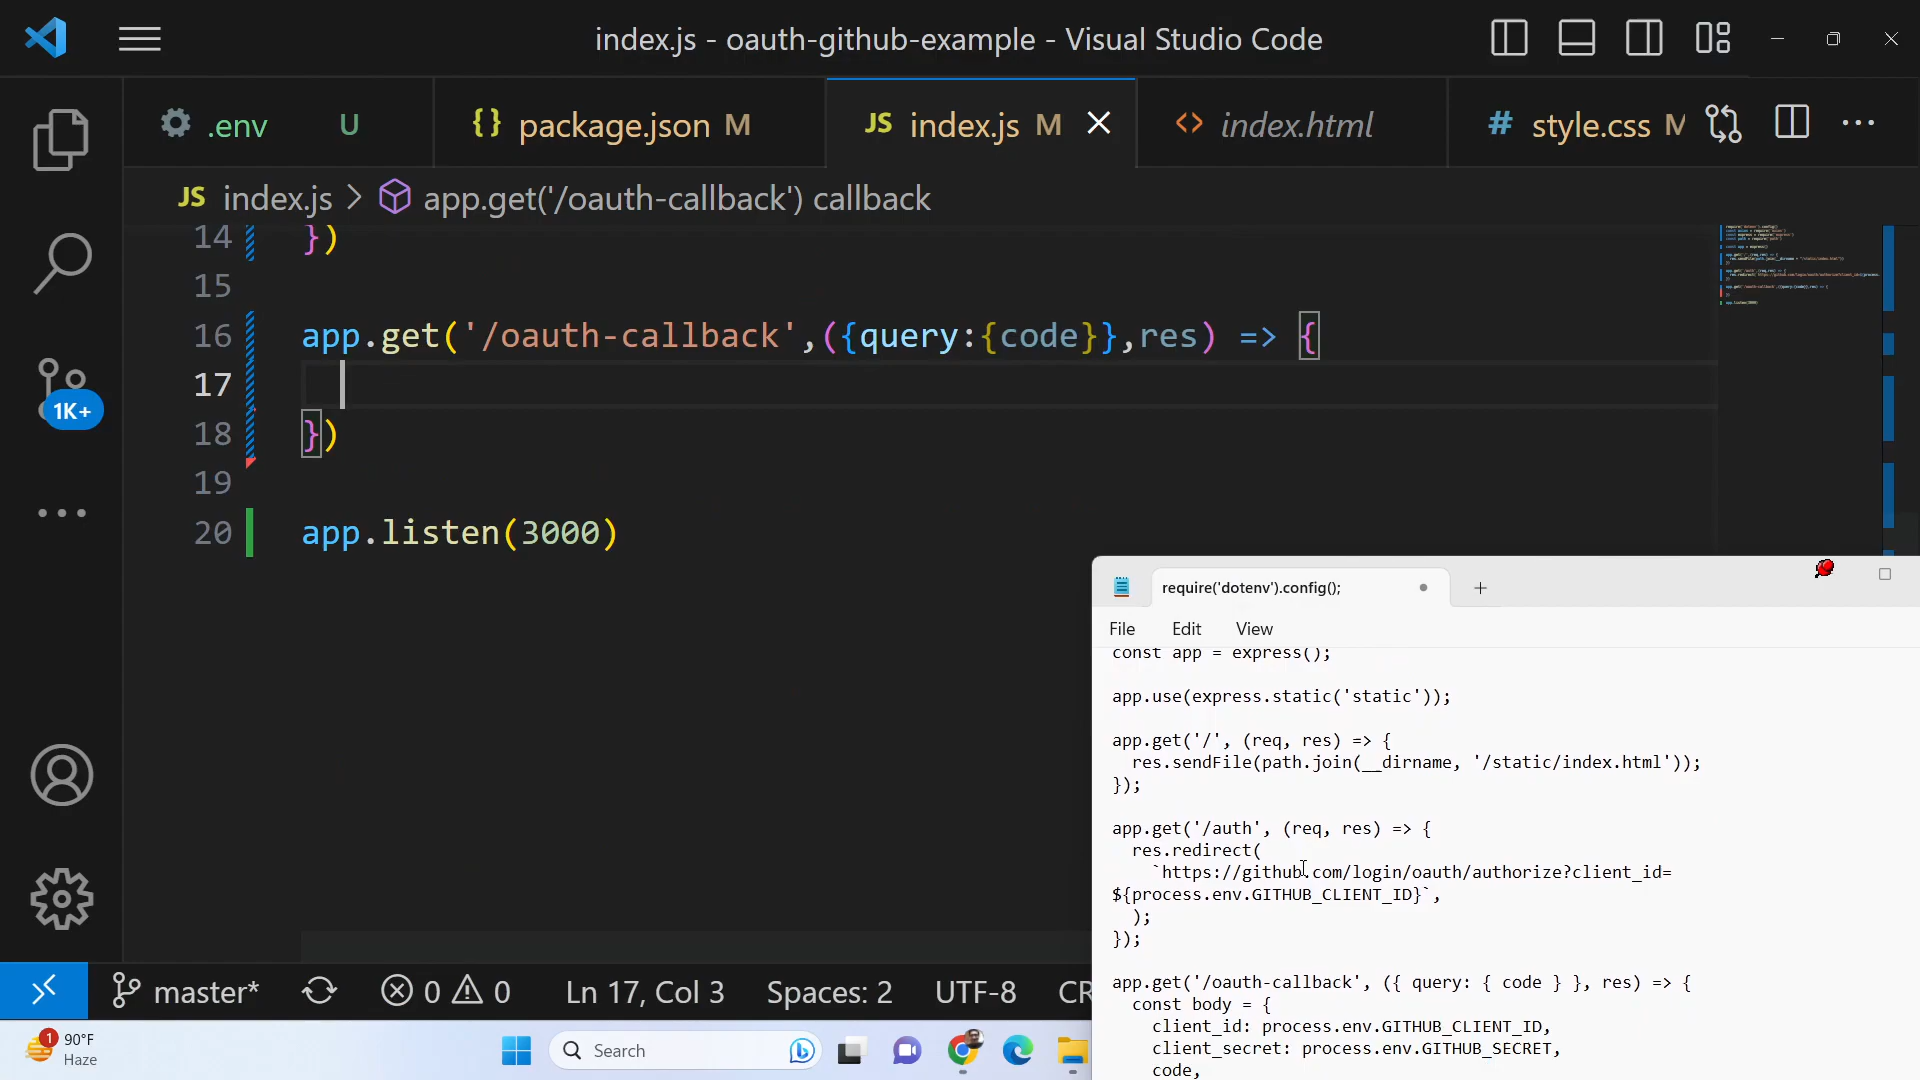 index.js - oauth-github-example - Visual Studio Code
.env U
package.json M
JS index.js M
index.html
# style.css M
JS index.js > app.get('/oauth-callback') callback
14 })
15
16 app.get('/oauth-callback',({query:{code}},res) => {
17
18 })
19
20 app.listen(3000)
1K+
require('dotenv').config();
File Edit View
const app = express();
app.use(express.static('static'));
app.get('/', (req, res) => {
res.sendFile(path.join(__dirname, '/static/index.html'));
});
app.get('/auth', (req, res) => {
res.redirect(
`https://github.com/login/oauth/authorize?client_id=
${process.env.GITHUB_CLIENT_ID}`,
);
});
app.get('/oauth-callback', ({ query: { code } }, res) => {
const body = {
client_id: process.env.GITHUB_CLIENT_ID,
client_secret: process.env.GITHUB_SECRET,
code,
master* 0 0 Ln 17, Col 3 Spaces: 2 UTF-8 CR
1 90°F
Haze
Search